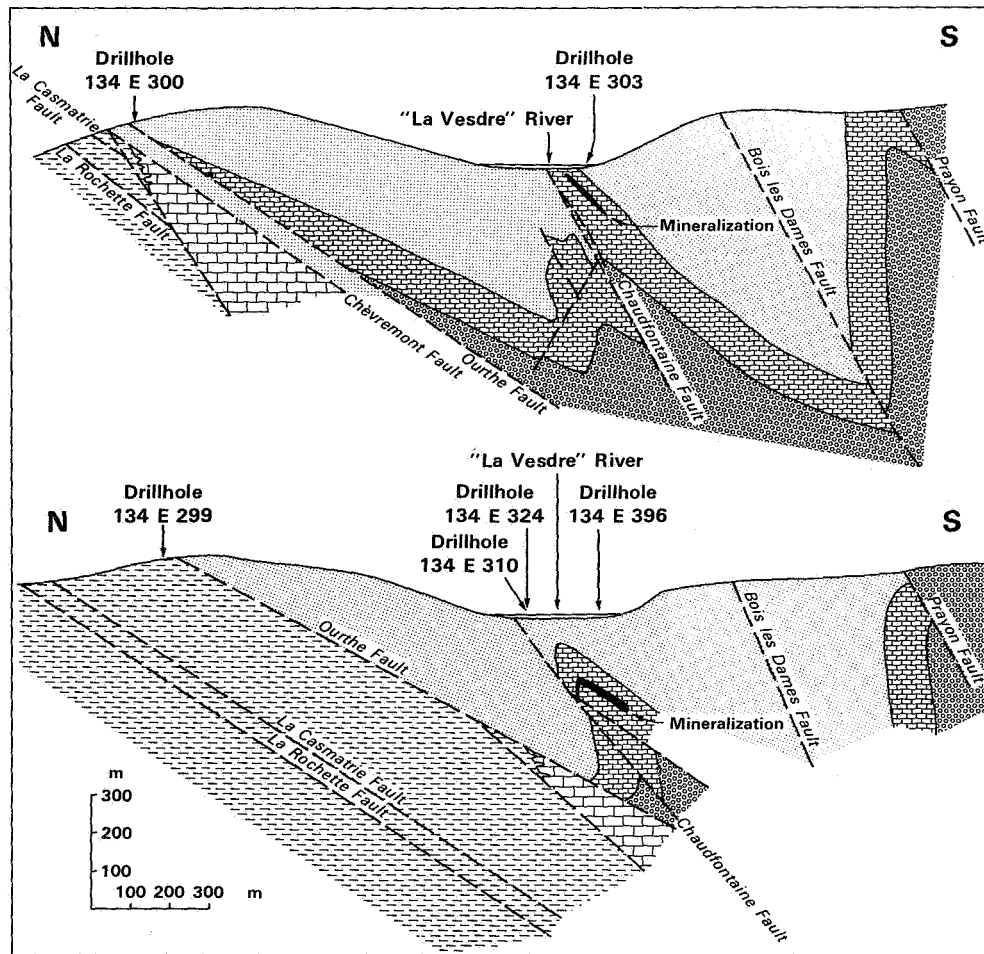 N
S
Drillhole
134 E 300
Drillhole
134 E 303
"La Vesdre" River
La Casmatrie
Fault
La Rochette Fault
Mineralization
Bois les Dames Fault
Prayon Fault
Chèvremont Fault
Ourthe Fault
Chaudfontaine Fault
"La Vesdre" River
N
S
Drillhole
134 E 299
Drillhole
134 E 324
Drillhole
134 E 396
Drillhole
134 E 310
Ourthe Fault
Bois les Dames Fault
Prayon Fault
Mineralization
La Casmatrie Fault
La Rochette Fault
Chaudfontaine Fault
m
300
200
100
100 200 300 m